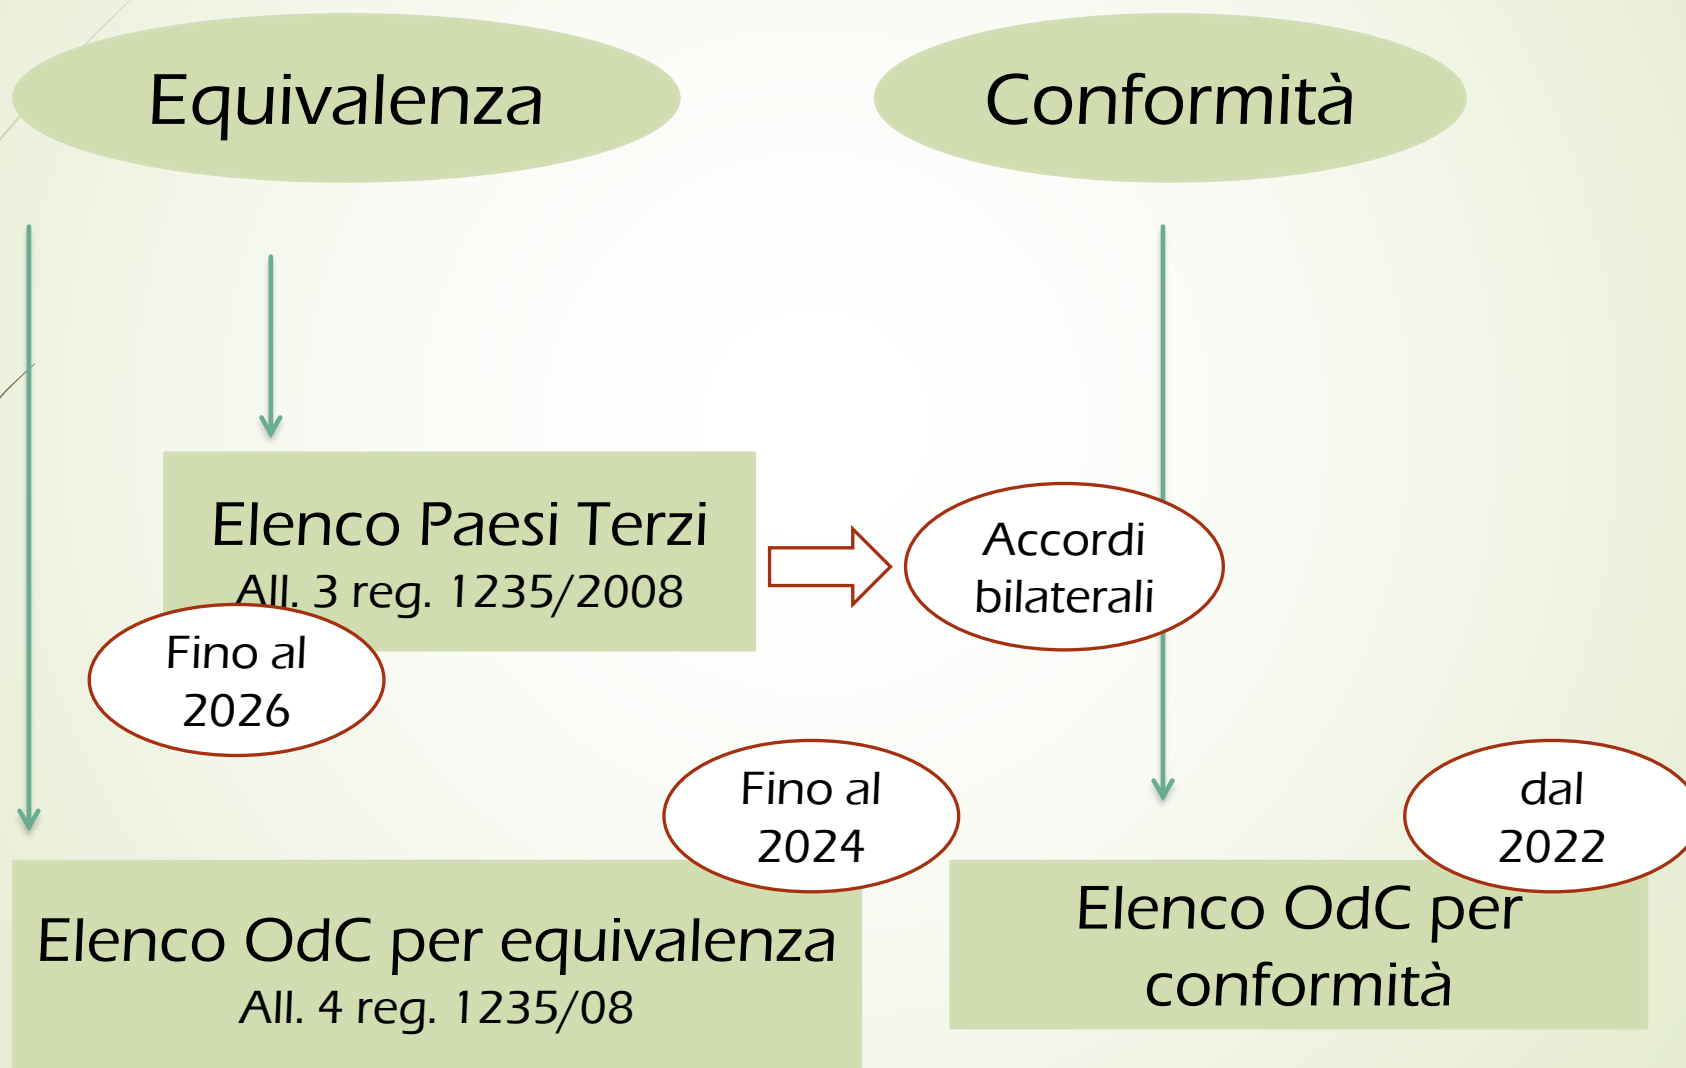 Equivalenza
Conformità
Elenco Paesi Terzi
All. 3 reg. 1235/2008
Accordi
bilaterali
Fino al
2026
Fino al
2024
dal
2022
Elenco OdC per equivalenza
All. 4 reg. 1235/08
Elenco OdC per
conformità